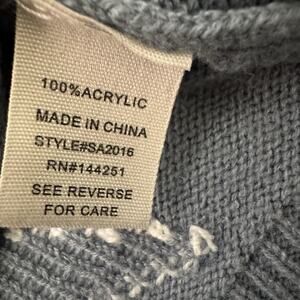 100%ACRYLIC
MADE IN CHINA
STYLE#SA2016
RN#144251
SEE REVERSE
FOR CARE